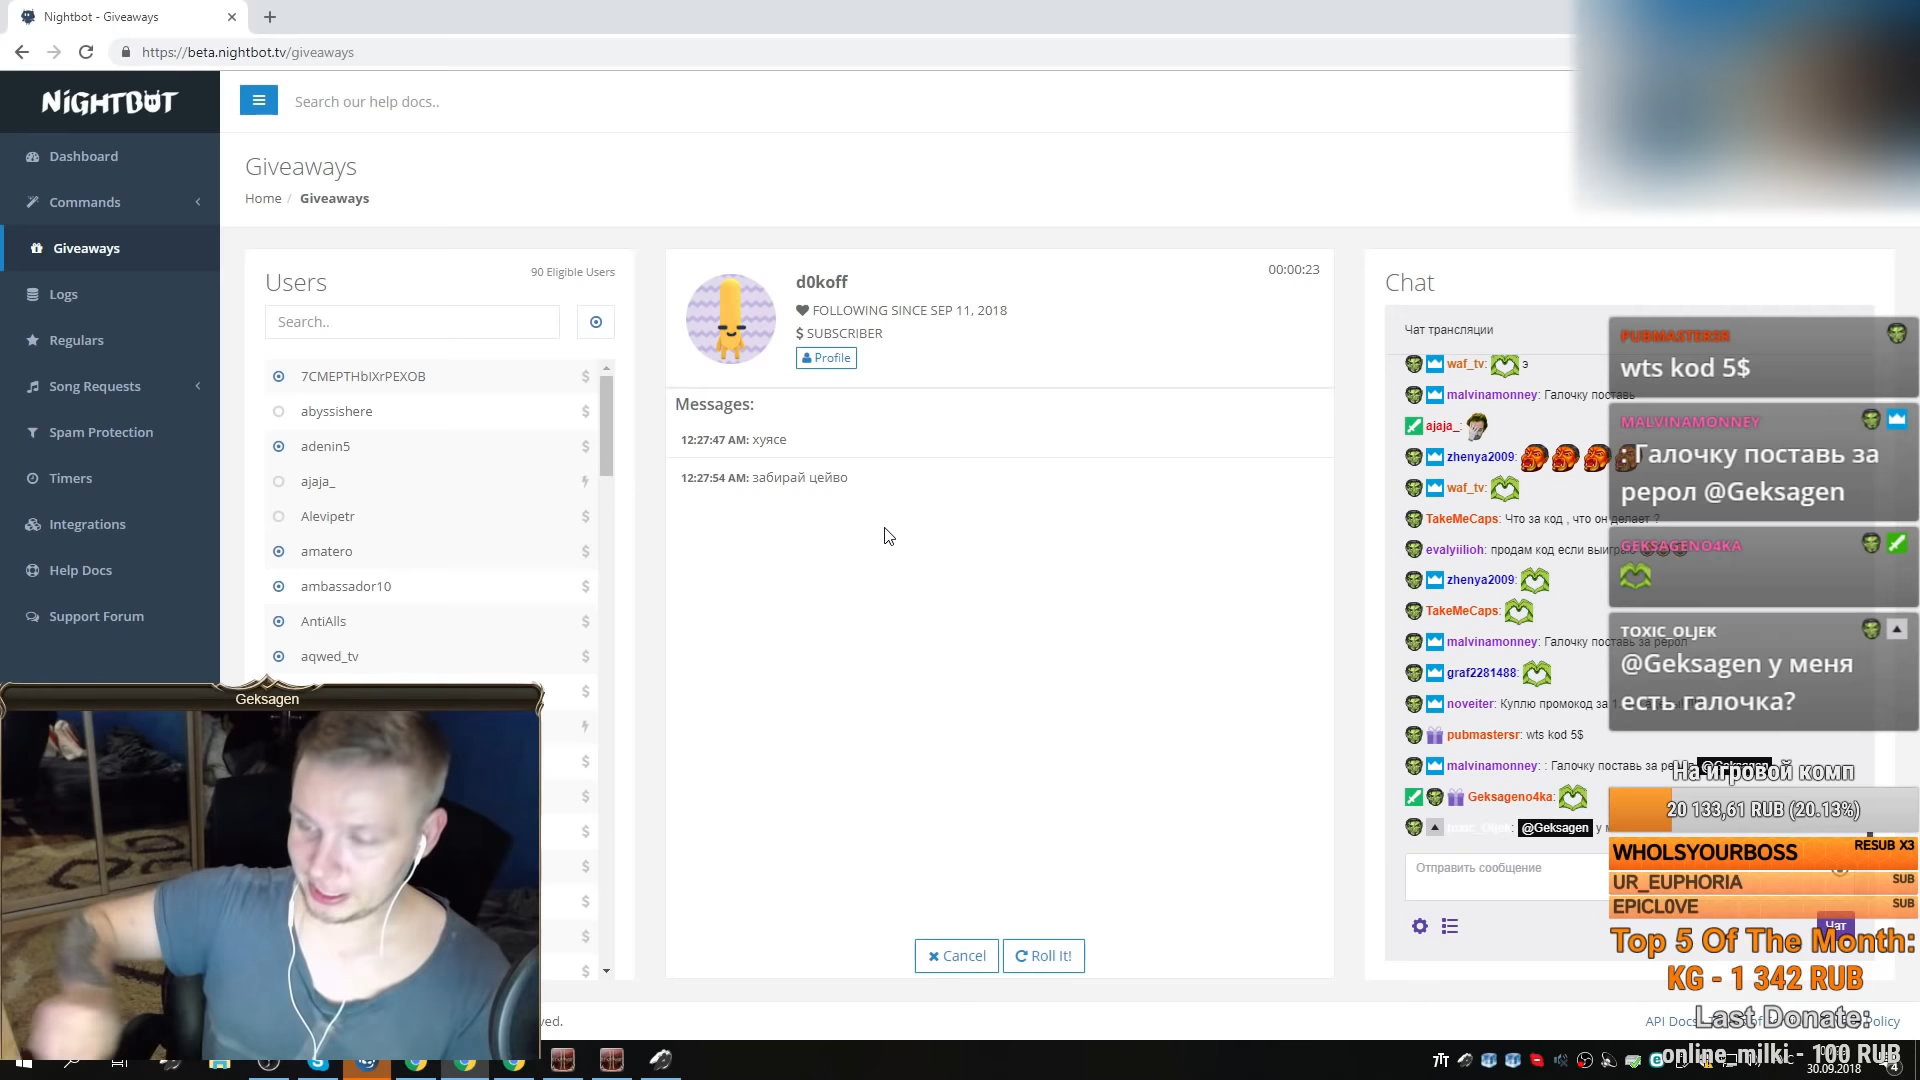 Nightbot - Giveaways
https://beta.nightbot.tv/giveaways
NIGHTBOT
Search our help docs..
Dashboard
Commands
Giveaways
Logs
Regulars
Song Requests
Spam Protection
Timers
Integrations
Help Docs
Support Forum
Giveaways
Home / Giveaways
Users
90 Eligible Users
Search..
7CMEPTHbIXrPEXOB
abyssishere
adenin5
ajaja_
Alevipetr
amatero
ambassador10
AntiAlls
aqwed_tv
Geksagen
d0koff
00:00:23
FOLLOWING SINCE SEP 11, 2018
$ SUBSCRIBER
Profile
Messages:
12:27:47 AM: хуясе
12:27:54 AM: забирай цейво
Cancel
Roll It!
ved.
Chat
Чат трансляции
waf_tv: э
malvinamonney: Галочку поставь
ajaja_:
zhenya2009:
waf_tv:
TakeMeCaps: Что за код , что он делает ?
evalyiilioh: продам код если выиграю
zhenya2009:
TakeMeCaps:
malvinamonney: Галочку поставь за рерол
graf2281488:
noveiter: Куплю промокод за
pubmastersr: wts kod 5$
malvinamonney: : Галочку поставь за рерол @Geksagen
Geksageno4ka:
toxic_Oljek: @Geksagen у
Отправить сообщение
Чат
PUBMASTERSR
wts kod 5$
MALVINAMONNEY
: Галочку поставь за
рерол @Geksagen
GEKSAGENO4KA
TOXIC_OLJEK
@Geksagen у меня
есть галочка?
На игровой комп
20 133,61 RUB (20.13%)
WHOLSYOURBOSS RESUB X3
UR_EUPHORIA SUB
EPICL0VE SUB
Top 5 Of The Month:
KG - 1 342 RUB
API Docs
Policy
Last Donate:
online_milki - 100 RUB
30.09.2018
4